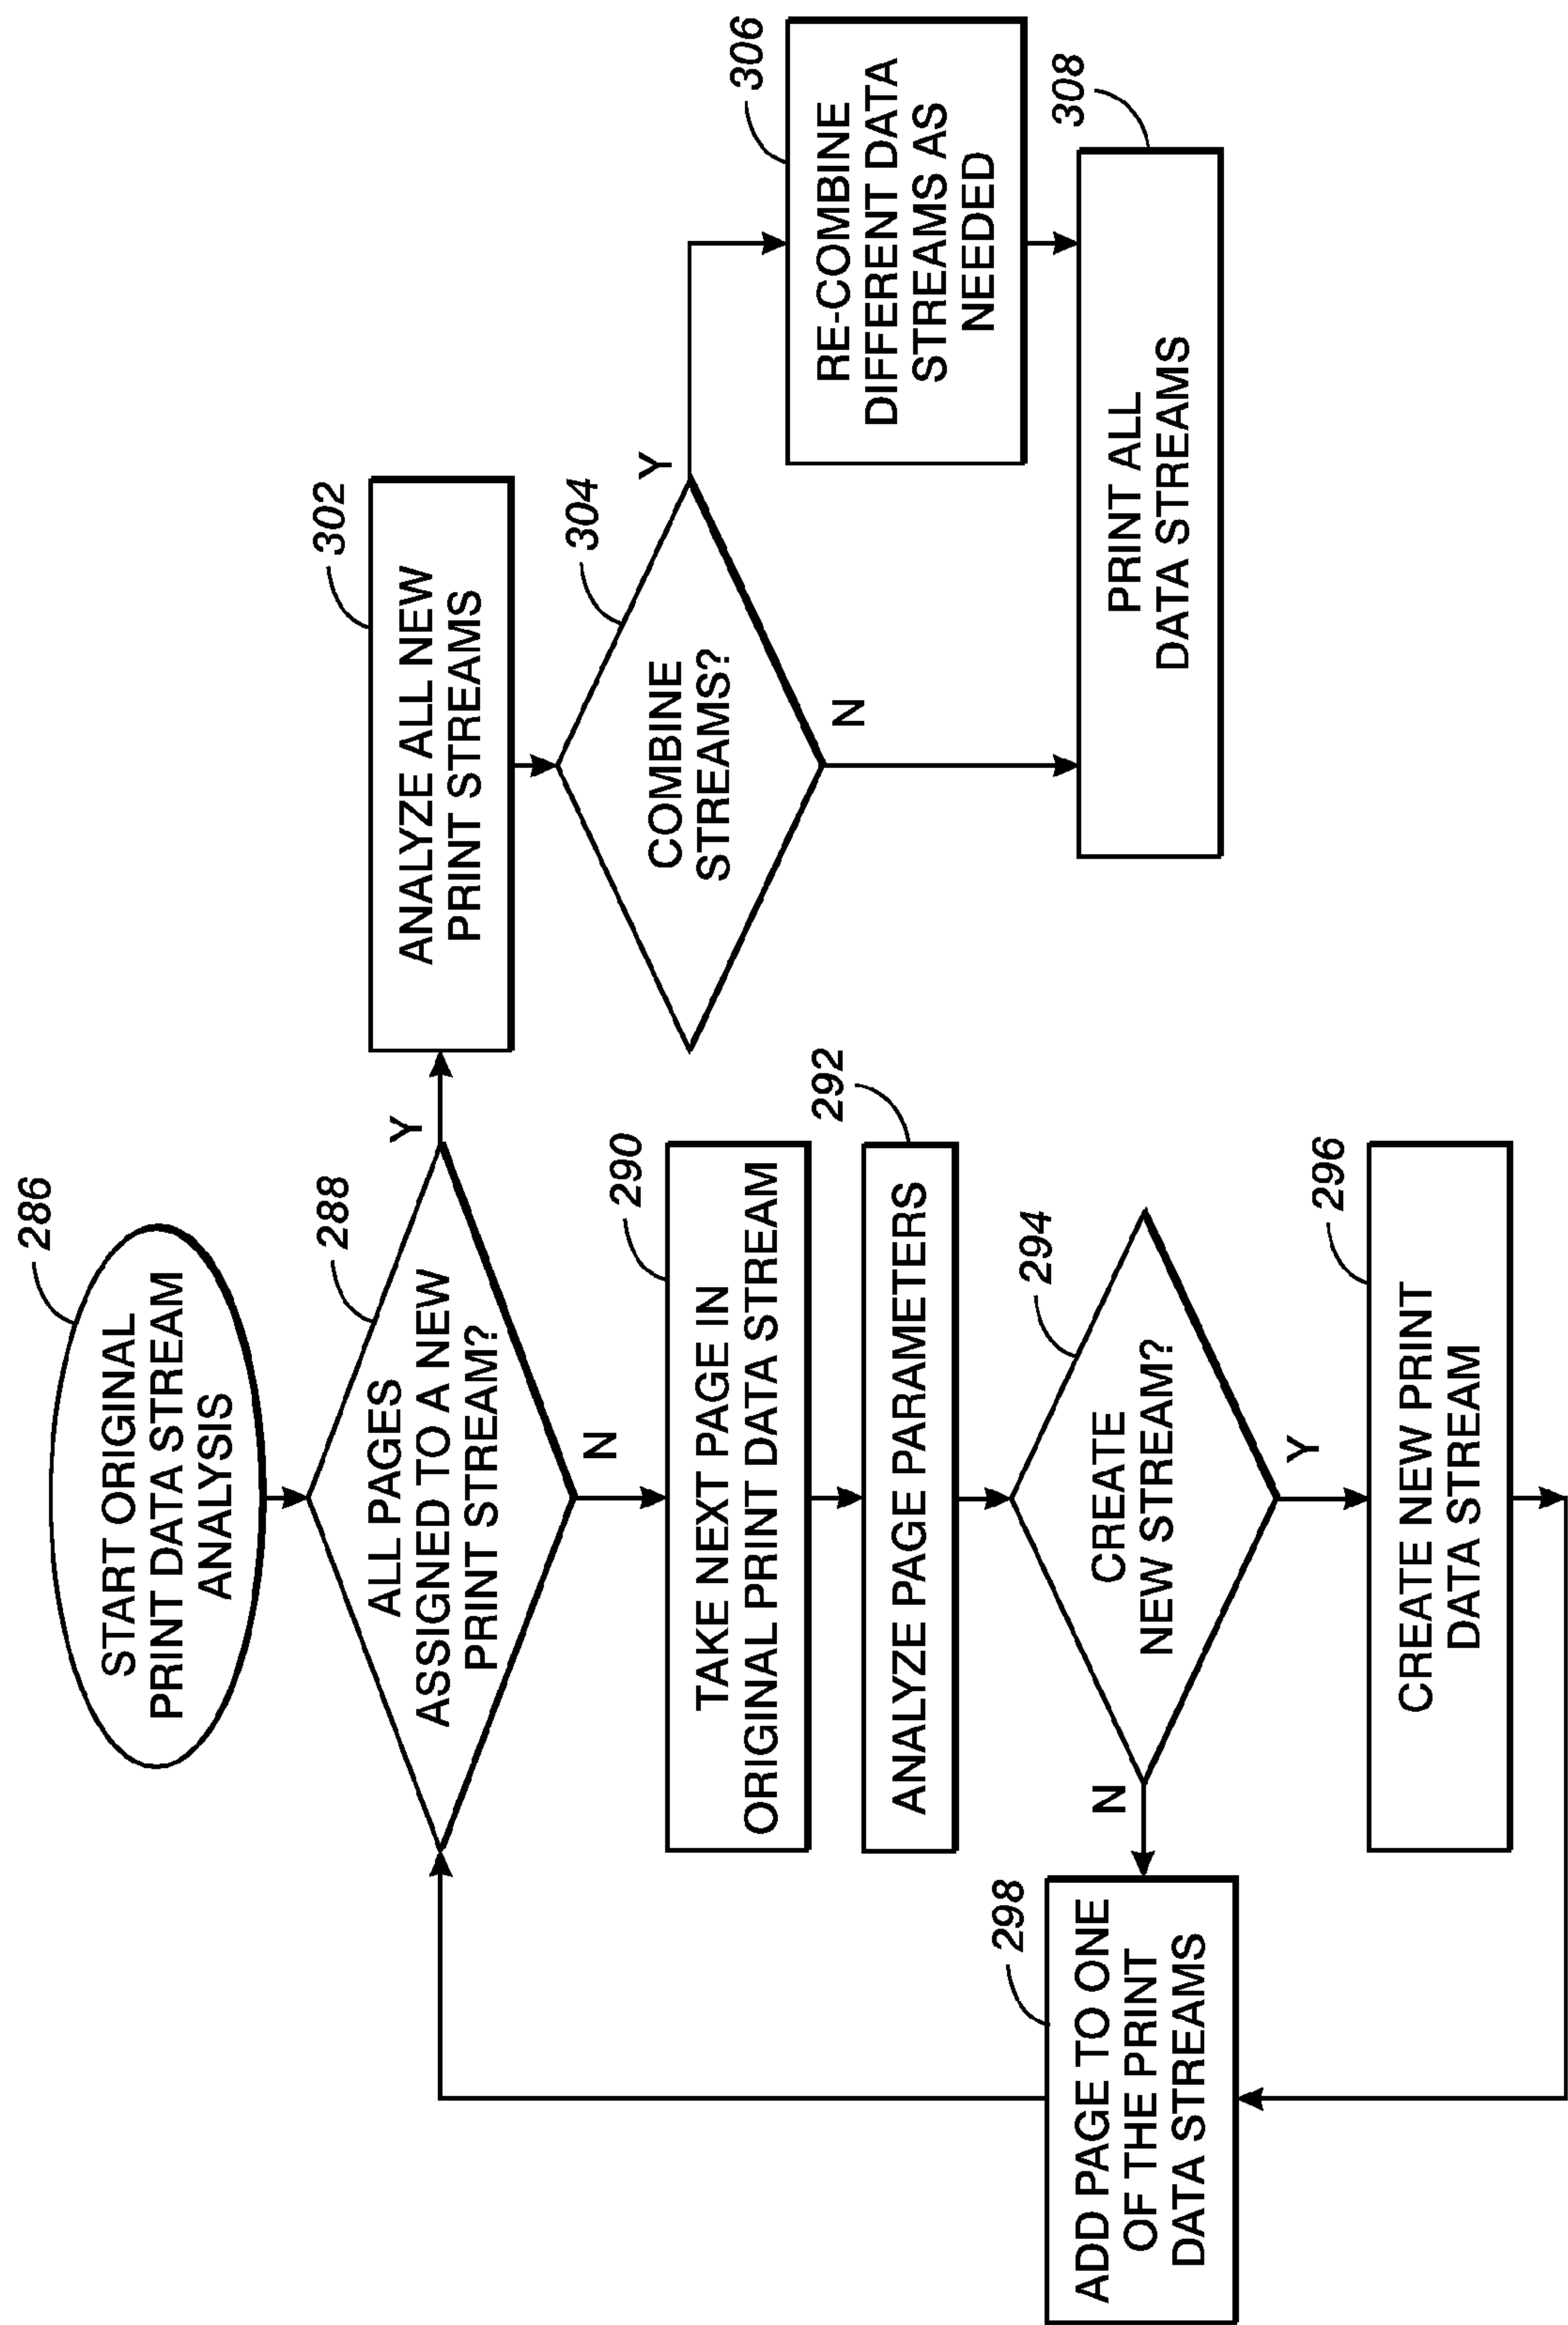 286
START ORIGINAL
PRINT DATA STREAM
ANALYSIS
288
ALL PAGES
ASSIGNED TO A NEW
PRINT STREAM?
Y
N
290
TAKE NEXT PAGE IN
ORIGINAL PRINT DATA STREAM
292
ANALYZE PAGE PARAMETERS
294
CREATE
NEW STREAM?
N
Y
296
CREATE NEW PRINT
DATA STREAM
298
ADD PAGE TO ONE
OF THE PRINT
DATA STREAMS
302
ANALYZE ALL NEW
PRINT STREAMS
304
COMBINE
STREAMS?
Y
N
306
RE-COMBINE
DIFFERENT DATA
STREAMS AS
NEEDED
308
PRINT ALL
DATA STREAMS